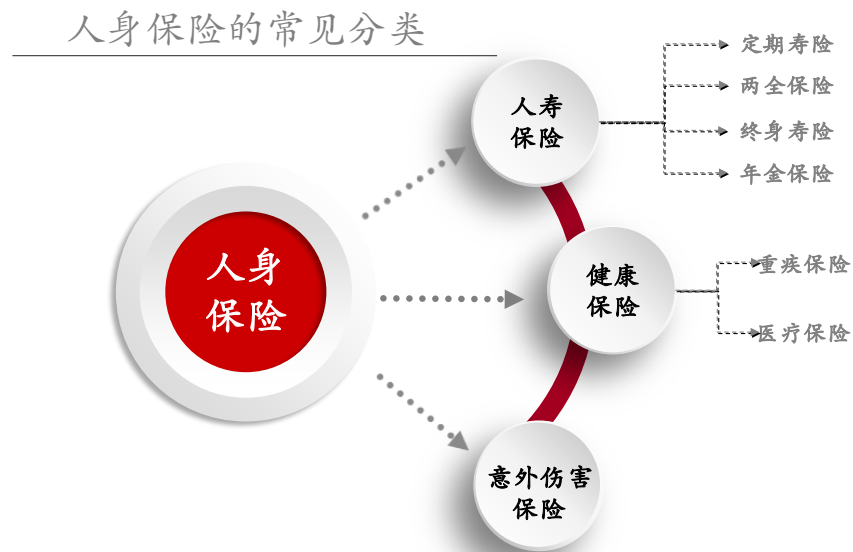 人身保险的常见分类
人身
保险
人寿
保险
定期寿险
两全保险
终身寿险
年金保险
健康
保险
重疾保险
医疗保险
意外伤害
保险